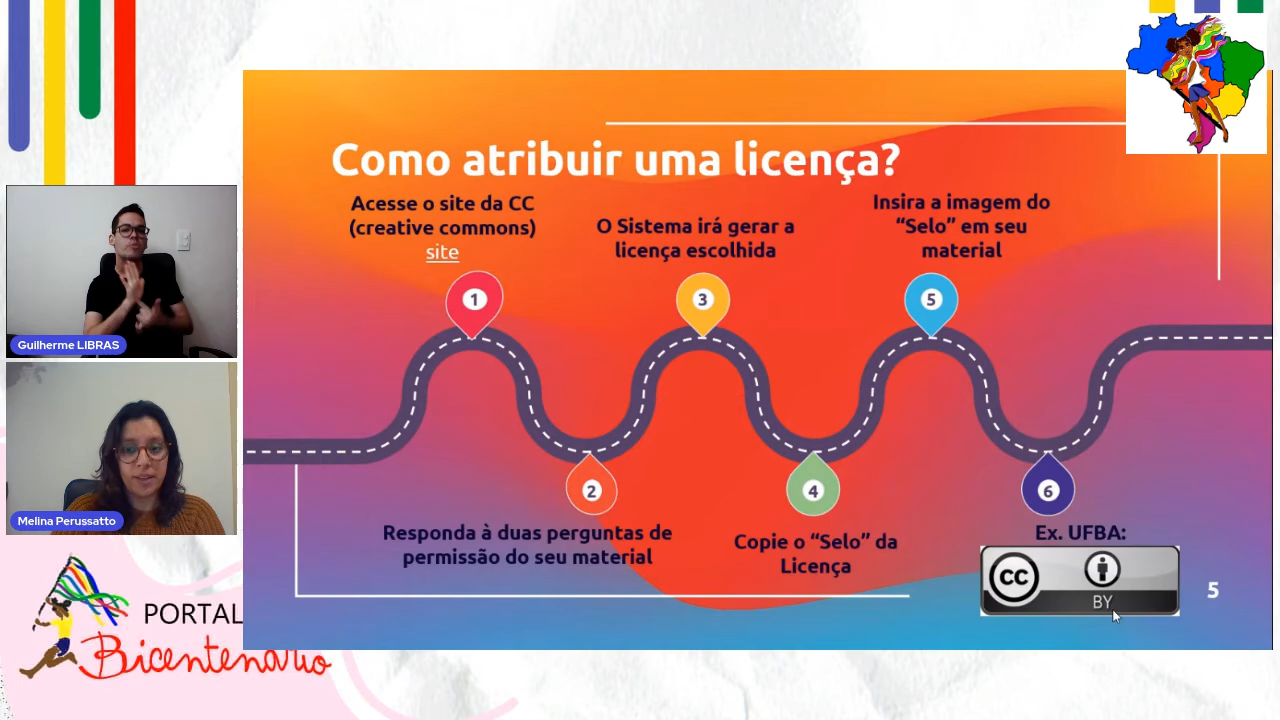 Como atribuir uma licença?
Acesse o site da CC
(creative commons)
site
O Sistema irá gerar a
licença escolhida
Insira a imagem do
“Selo” em seu
material
1
3
5
2
4
6
Responda à duas perguntas de
permissão do seu material
Copie o “Selo” da
Licença
Ex. UFBA:
cc
BY
5
Guilherme LIBRAS
Melina Perussatto
PORTAL
Bicentenário